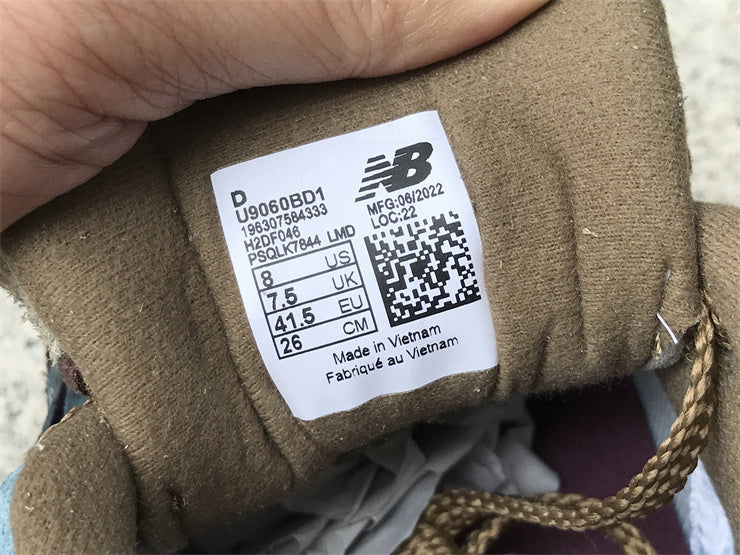 D
U9060BD1
196307584333
H2DF046
PSQLK7844 LMD
8 US
7.5 UK
41.5 EU
26 CM
NB
MFG:06/2022
LOC:22
Made in Vietnam
Fabriqué au Vietnam